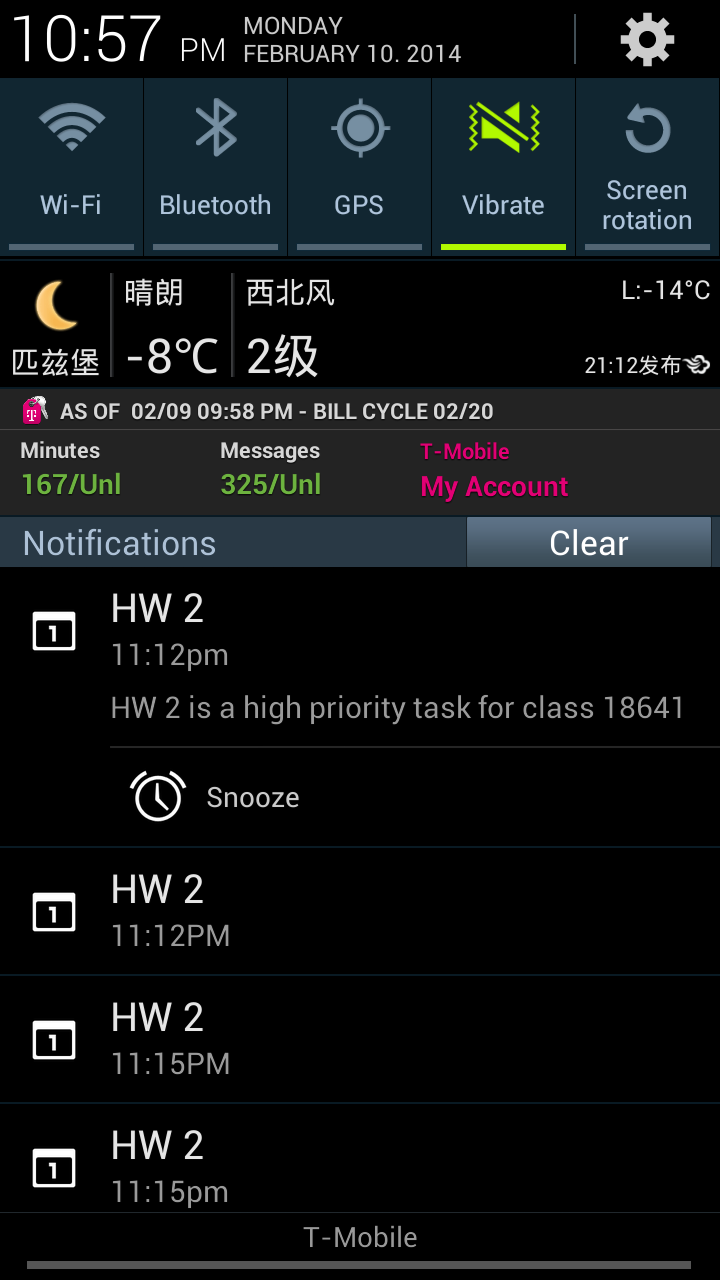 10:57 PM MONDAY
FEBRUARY 10. 2014
Wi-Fi
Bluetooth
GPS
Vibrate
Screen
rotation
匹兹堡
晴朗
-8℃
西北风
2级
L:-14°C
21:12发布
AS OF 02/09 09:58 PM - BILL CYCLE 02/20
Minutes
167/Unl
Messages
325/Unl
T-Mobile
My Account
Notifications
Clear
1
HW 2
11:12pm
HW 2 is a high priority task for class 18641
Snooze
1
HW 2
11:12PM
1
HW 2
11:15PM
1
HW 2
11:15pm
T-Mobile